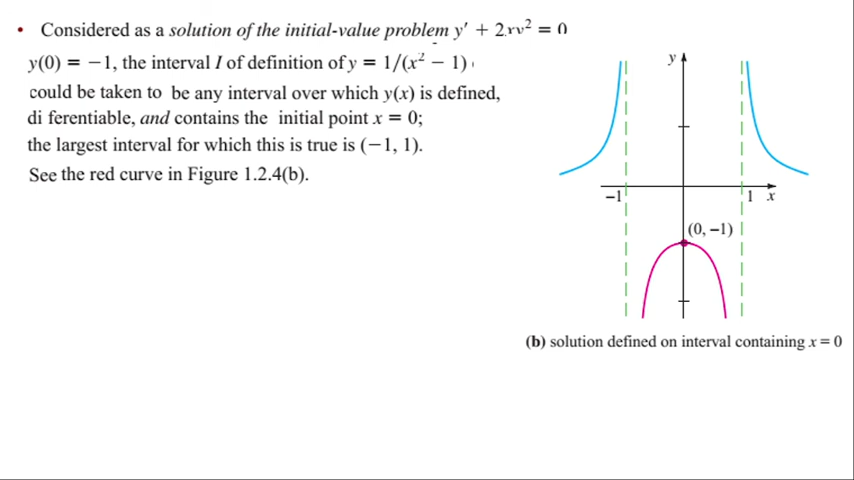 • Considered as a solution of the initial-value problem y′ + 2xy² = 0
y(0) = −1, the interval I of definition of y = 1/(x² − 1)
could be taken to be any interval over which y(x) is defined,
di ferentiable, and contains the initial point x = 0;
the largest interval for which this is true is (−1, 1).
See the red curve in Figure 1.2.4(b).
y
−1
1 x
(0, −1)
(b) solution defined on interval containing x = 0